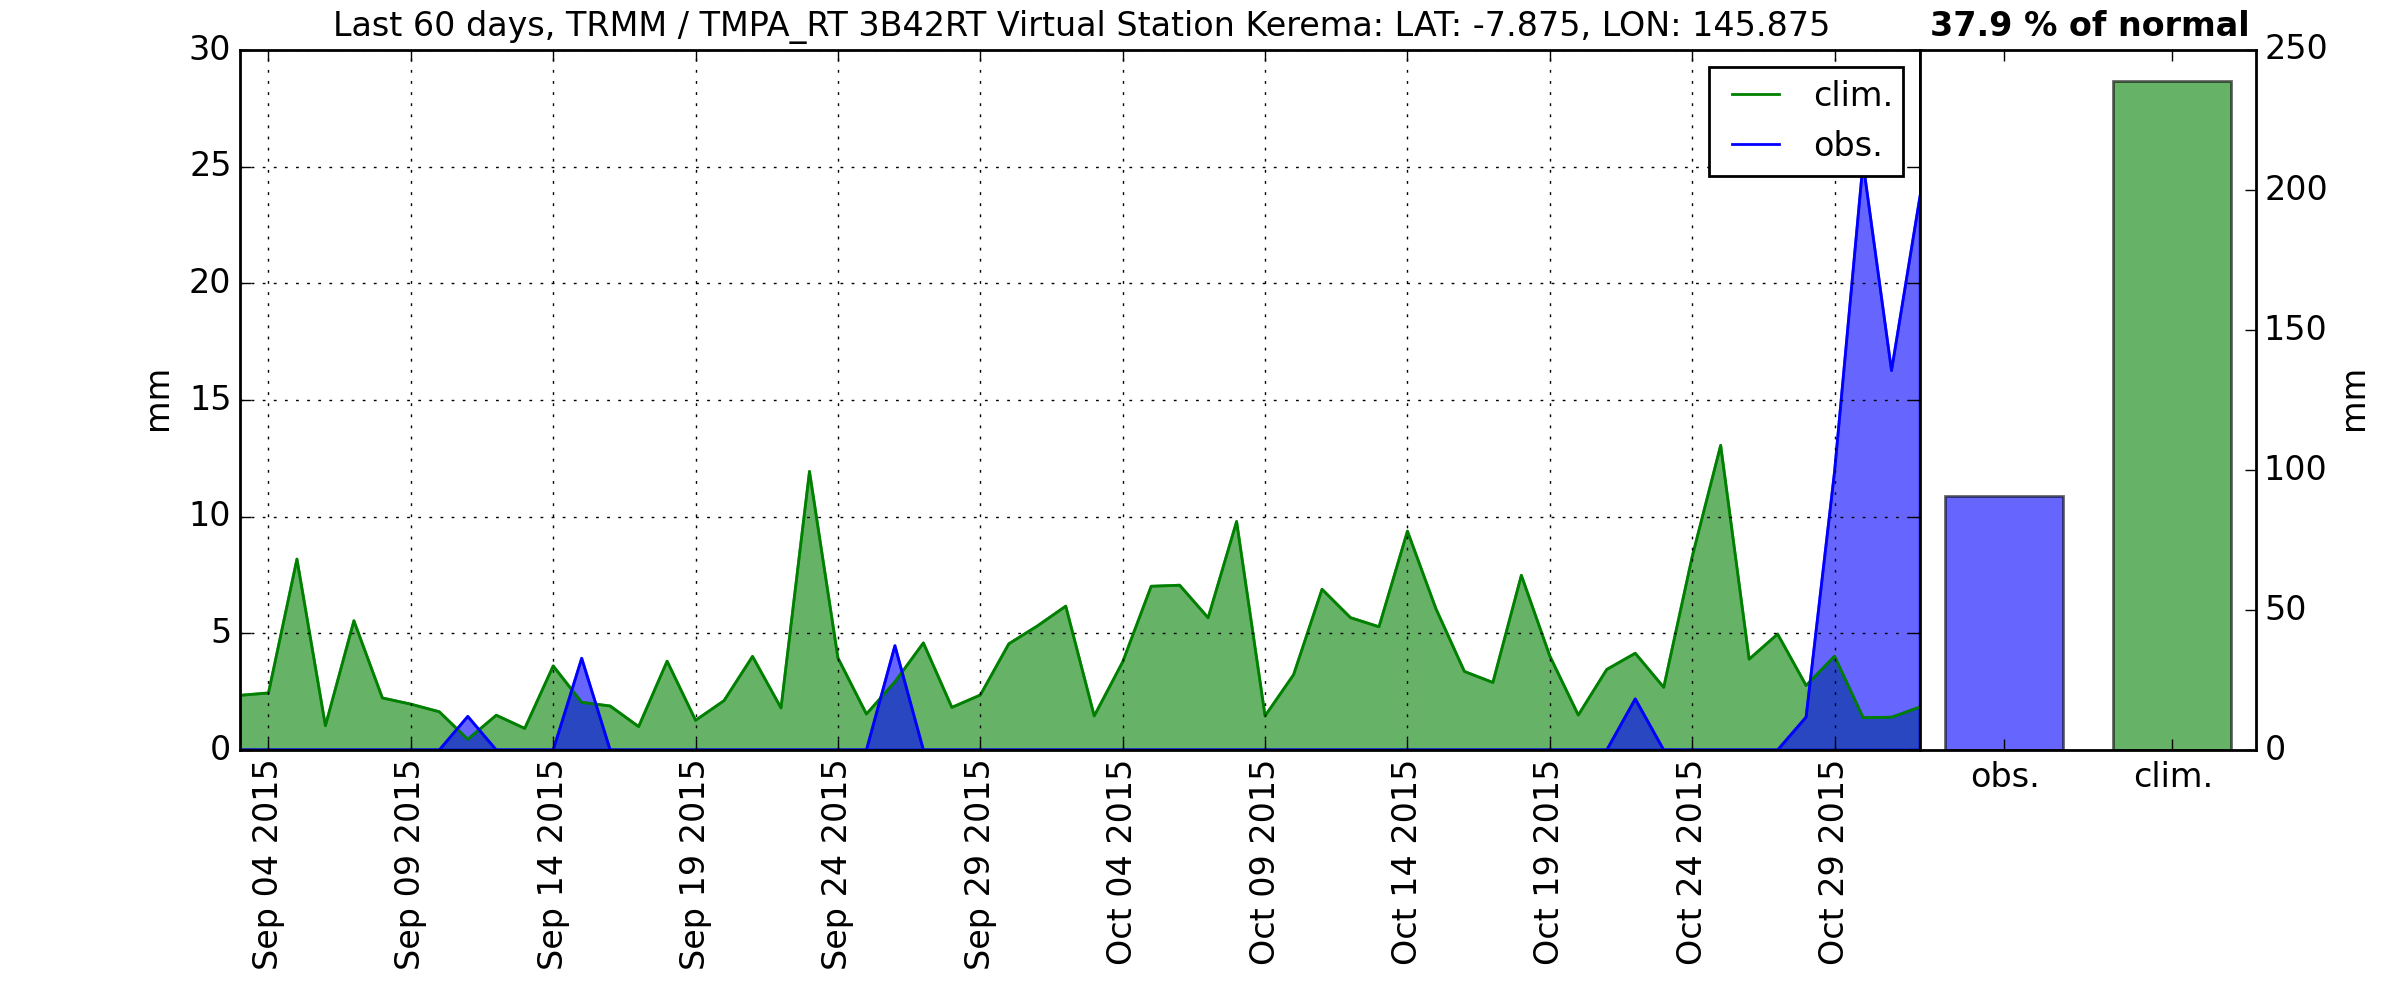 Last 60 days, TRMM / TMPA_RT 3B42RT Virtual Station Kerema: LAT: -7.875, LON: 145.875
37.9 % of normal
30
25
20
15
10
5
0
mm
clim.
obs.
Sep 04 2015
Sep 09 2015
Sep 14 2015
Sep 19 2015
Sep 24 2015
Sep 29 2015
Oct 04 2015
Oct 09 2015
Oct 14 2015
Oct 19 2015
Oct 24 2015
Oct 29 2015
obs.
clim.
250
200
150
100
50
0
mm